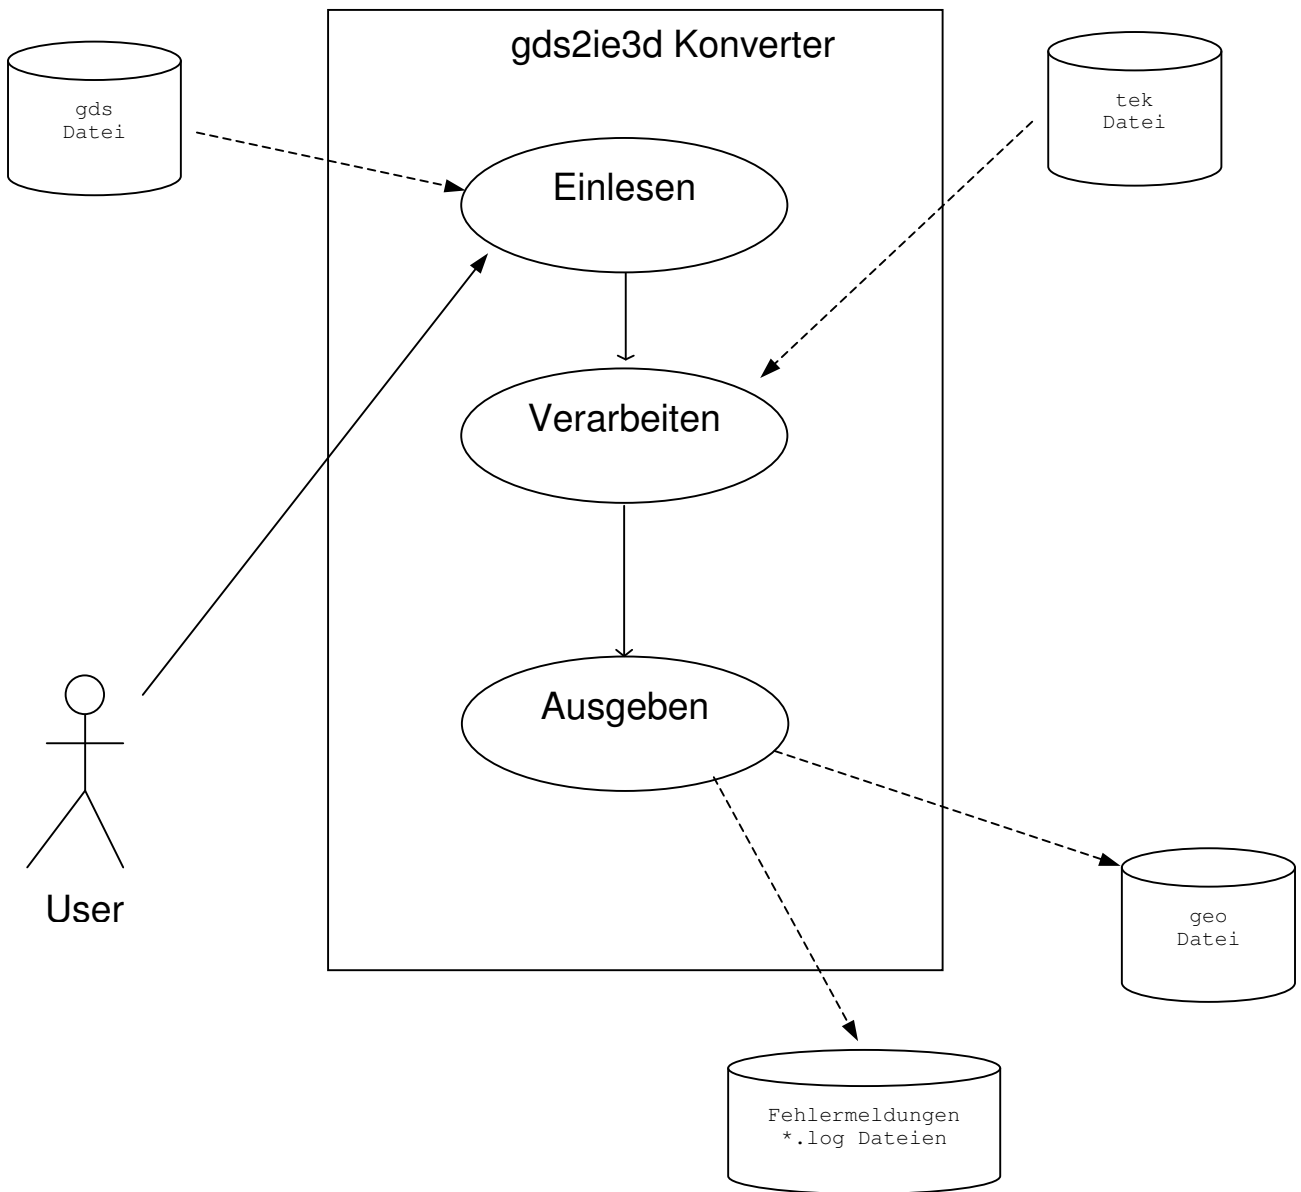 gds2ie3d Konverter
gds
Datei
tek
Datei
Einlesen
Verarbeiten
Ausgeben
User
geo
Datei
Fehlermeldungen
*.log Dateien